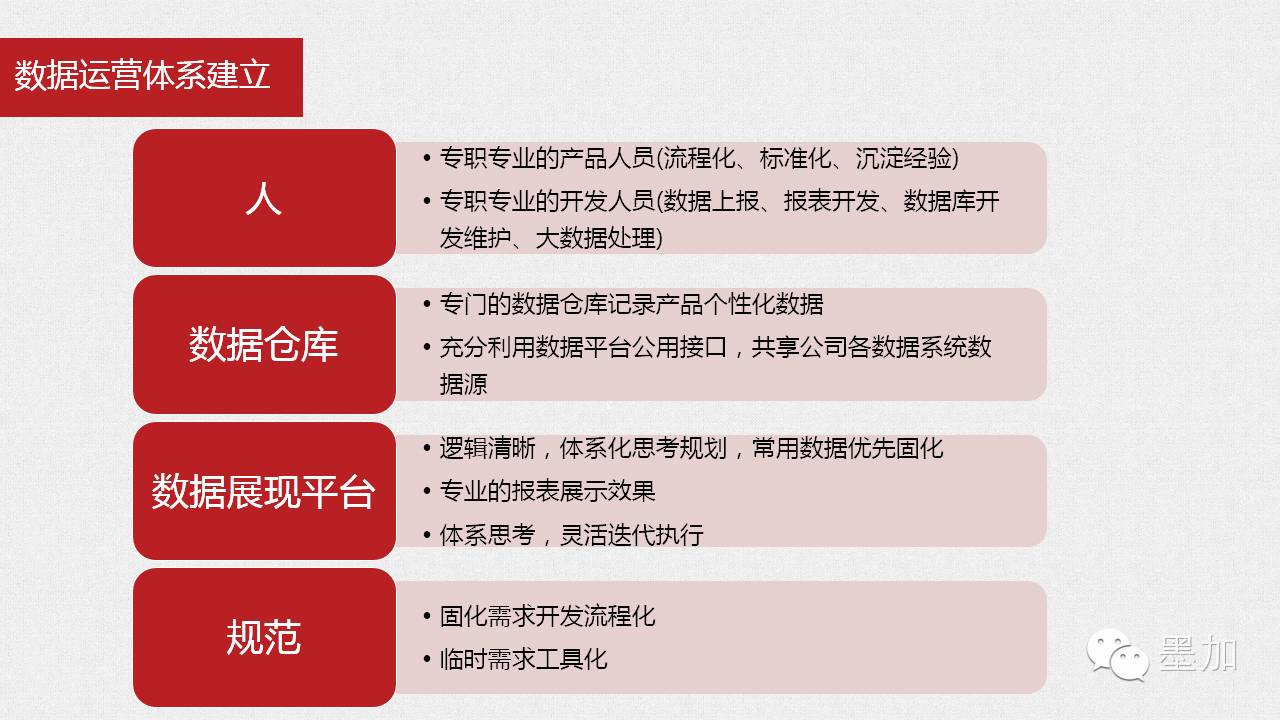 数据运营体系建立
人
• 专职专业的产品人员(流程化、标准化、沉淀经验)
• 专职专业的开发人员(数据上报、报表开发、数据库开
发维护、大数据处理)
数据仓库
• 专门的数据仓库记录产品个性化数据
• 充分利用数据平台公用接口，共享公司各数据系统数
据源
数据展现平台
• 逻辑清晰，体系化思考规划，常用数据优先固化
• 专业的报表展示效果
• 体系思考，灵活迭代执行
规范
• 固化需求开发流程化
• 临时需求工具化
墨加